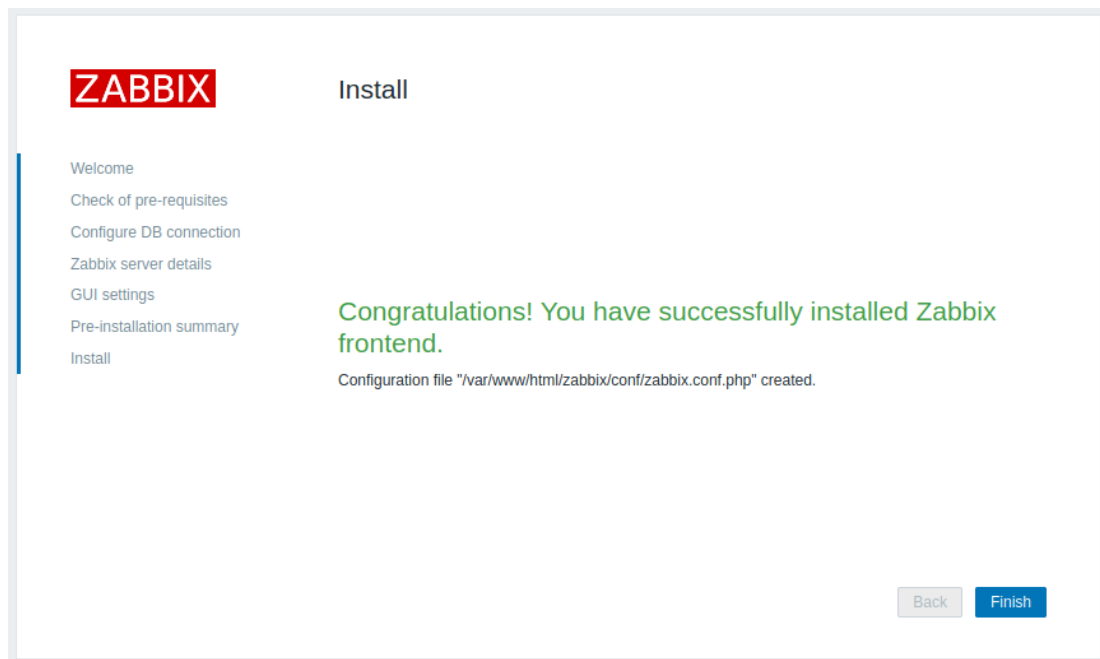 ZABBIX
Install
Welcome
Check of pre-requisites
Configure DB connection
Zabbix server details
GUI settings
Pre-installation summary
Install
Congratulations! You have successfully installed Zabbix
frontend.
Configuration file "/var/www/html/zabbix/conf/zabbix.conf.php" created.
Back
Finish